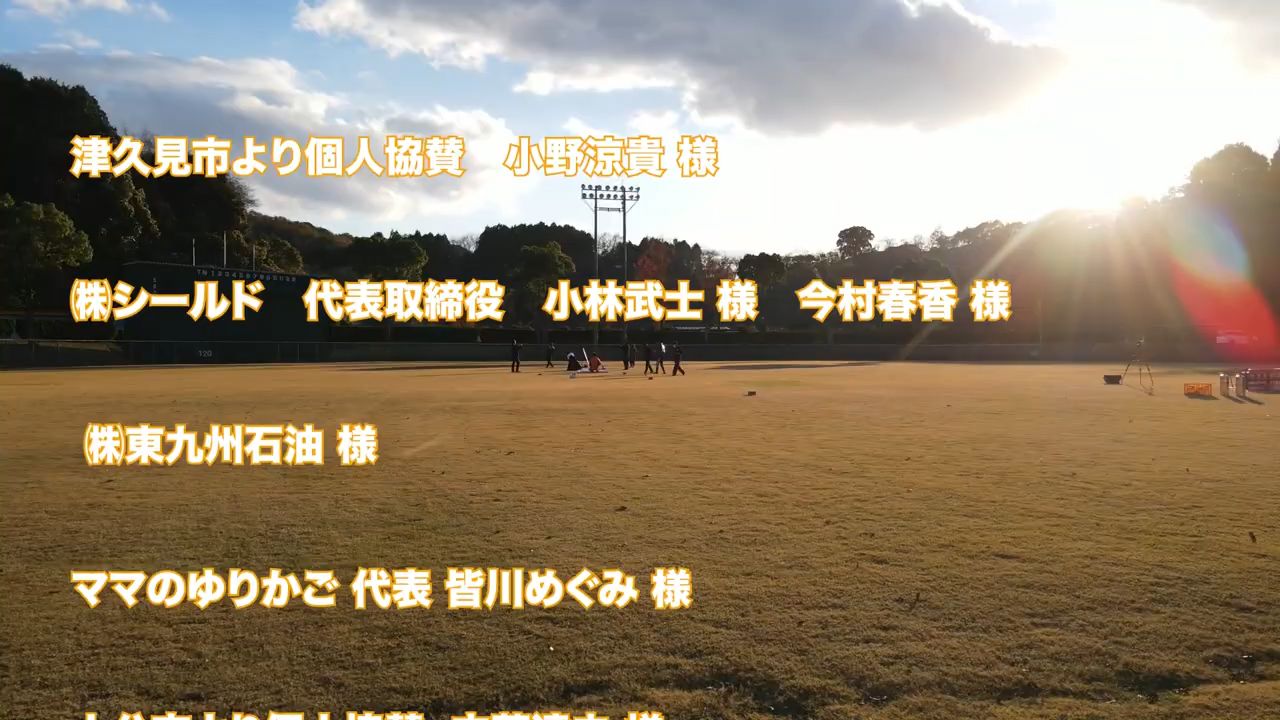 津久見市より個人協賛　小野涼貴 様
㈱シールド　代表取締役　小林武士 様　今村春香 様
120
㈱東九州石油 様
ママのゆりかご 代表 皆川めぐみ 様